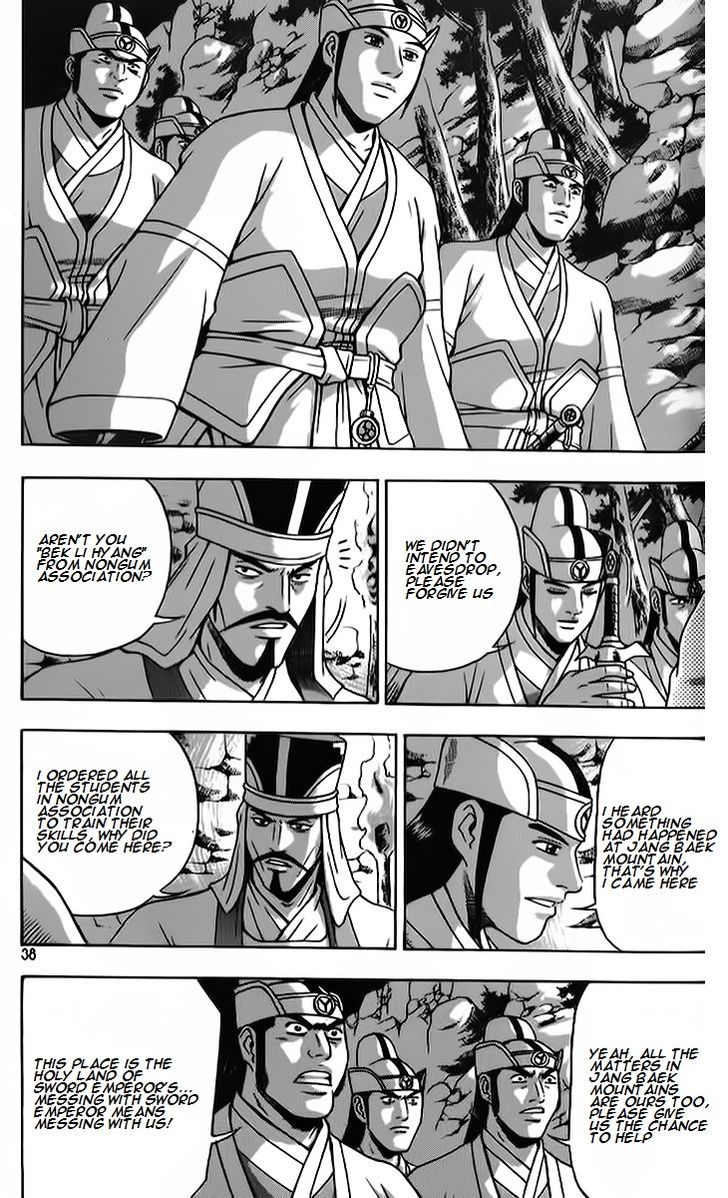 AREN'T YOU
"BEK LI HYANG"
FROM NONGUM
ASSOCIATION?
WE DIDN'T
INTEND TO
EAVESDROP,
PLEASE
FORGIVE US
I ORDERED ALL
THE STUDENTS
IN NONGUM
ASSOCIATION
TO TRAIN THEIR
SKILLS, WHY DID
YOU COME HERE?
I HEARD
SOMETHING
HAD HAPPENED
AT JANG BAEK
MOUNTAIN,
THAT'S WHY
I CAME HERE
38
THIS PLACE IS THE
HOLY LAND OF
SWORD EMPEROR'S...
MESSING WITH SWORD
EMPEROR MEANS
MESSING WITH US!
YEAH, ALL THE
MATTERS IN
JANG BAEK
MOUNTAINS
ARE OURS TOO,
PLEASE GIVE
US THE CHANCE
TO HELP